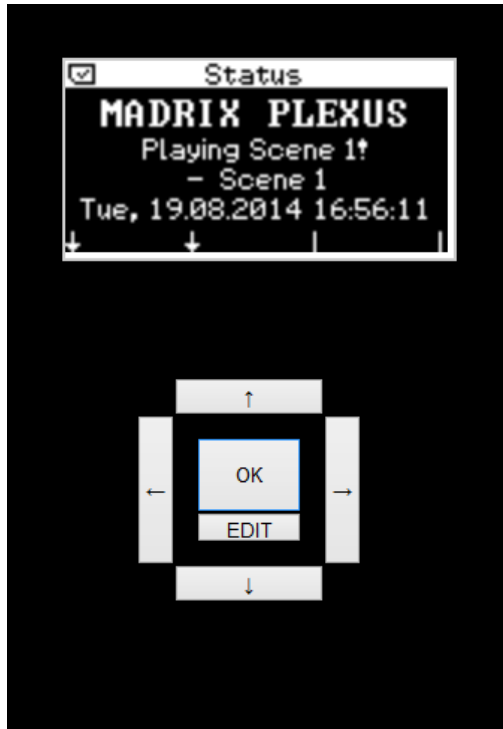 Status
MADRIX PLEXUS
Playing Scene 1!
- Scene 1
Tue, 19.08.2014 16:56:11
↑
← OK →
EDIT
↓